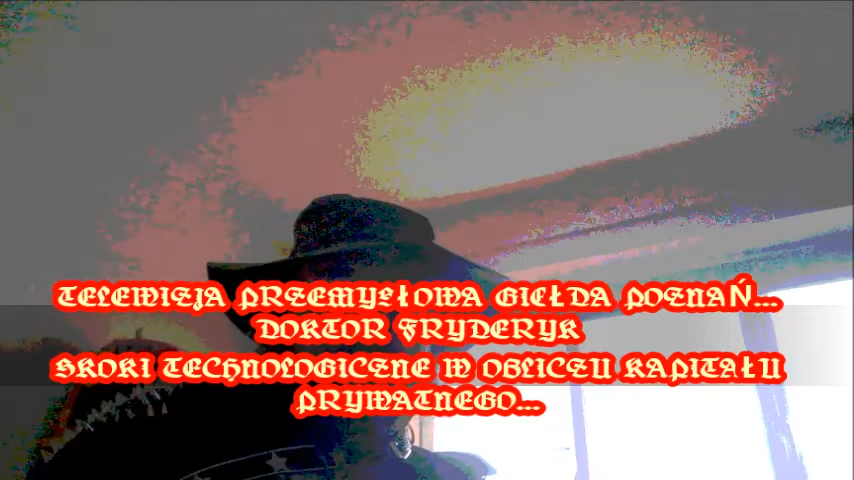 TELEWIZJA PRZEMYSŁOWA GIEŁDA POZNAŃ...
DOKTOR FRYDERYK
SKOKI TECHNOLOGICZNE W OBLICZU KAPITAŁU
PRYWATNEGO...